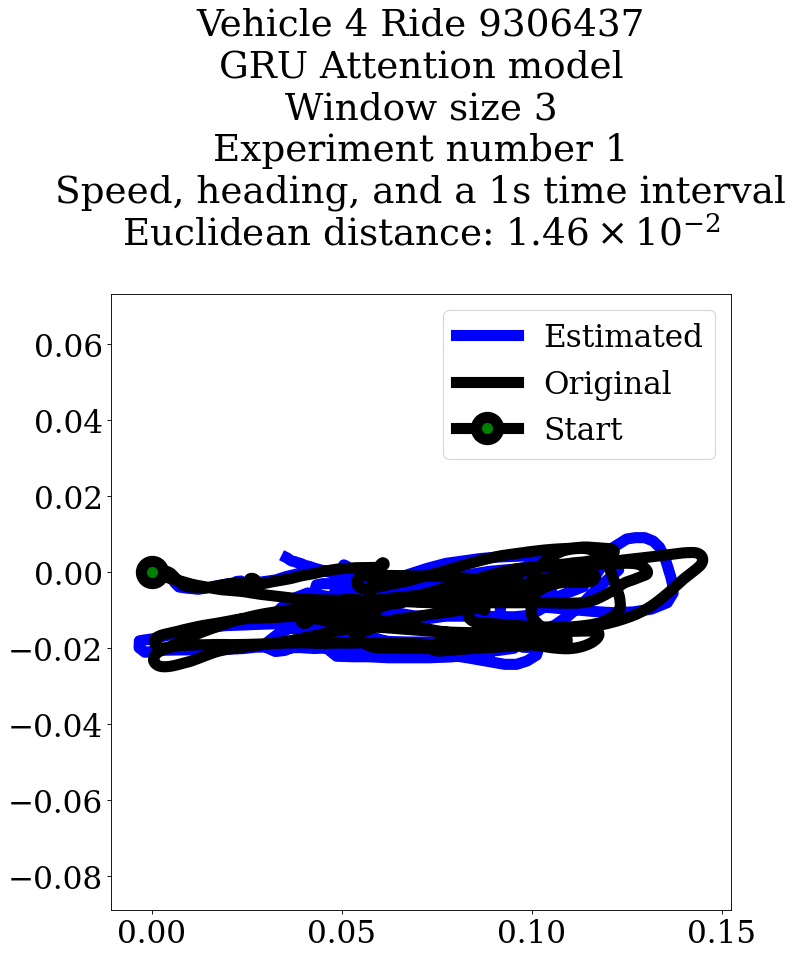 Vehicle 4 Ride 9306437
GRU Attention model
Window size 3
Experiment number 1
Speed, heading, and a 1s time interval
Euclidean distance: 1.46 × 10⁻²
Estimated
Original
Start
0.06
0.04
0.02
0.00
−0.02
−0.04
−0.06
−0.08
0.00 0.05 0.10 0.15